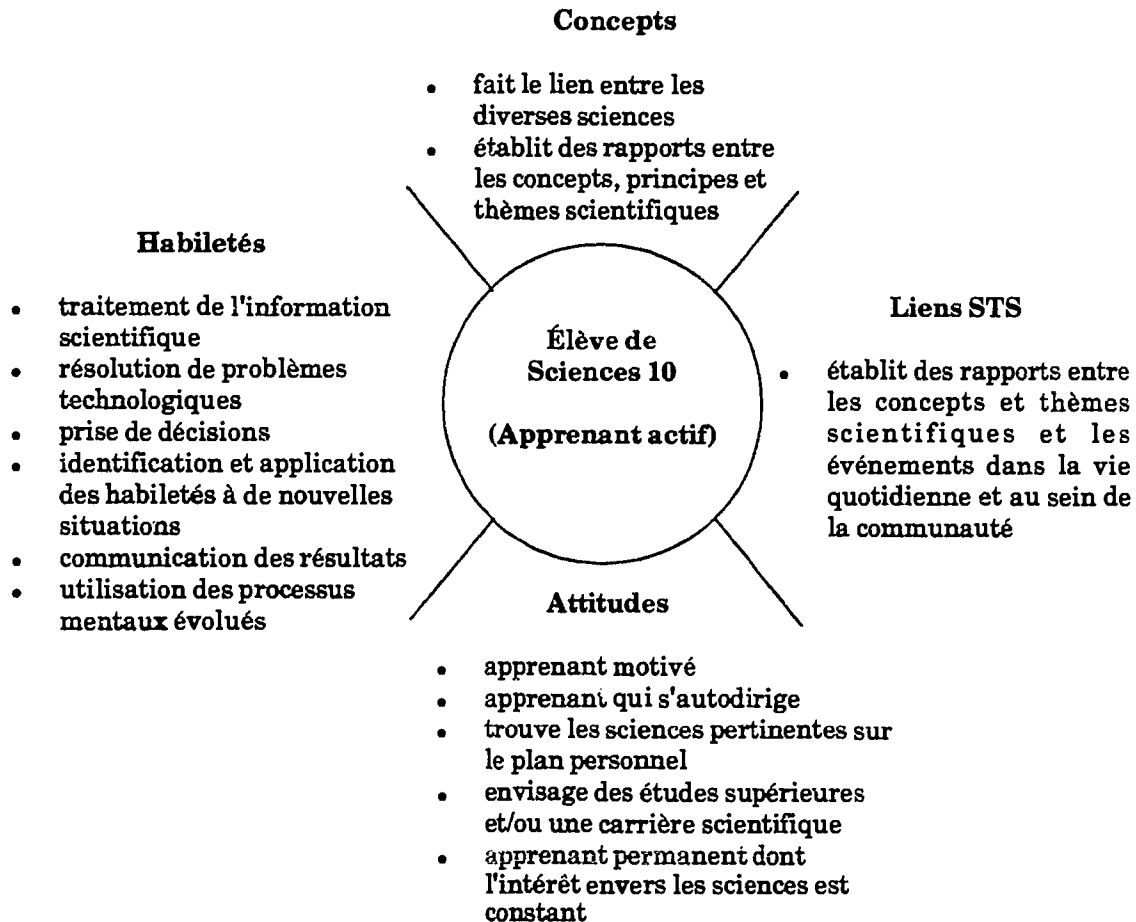 Concepts
• fait le lien entre les
diverses sciences
• établit des rapports entre
les concepts, principes et
thèmes scientifiques
Habiletés
• traitement de l'information
scientifique
• résolution de problèmes
technologiques
• prise de décisions
• identification et application
des habiletés à de nouvelles
situations
• communication des résultats
• utilisation des processus
mentaux évolués
Élève de
Sciences 10
(Apprenant actif)
Liens STS
• établit des rapports entre
les concepts et thèmes
scientifiques et les
événements dans la vie
quotidienne et au sein de
la communauté
Attitudes
• apprenant motivé
• apprenant qui s'autodirige
• trouve les sciences pertinentes sur
le plan personnel
• envisage des études supérieures
et/ou une carrière scientifique
• apprenant permanent dont
l'intérêt envers les sciences est
constant